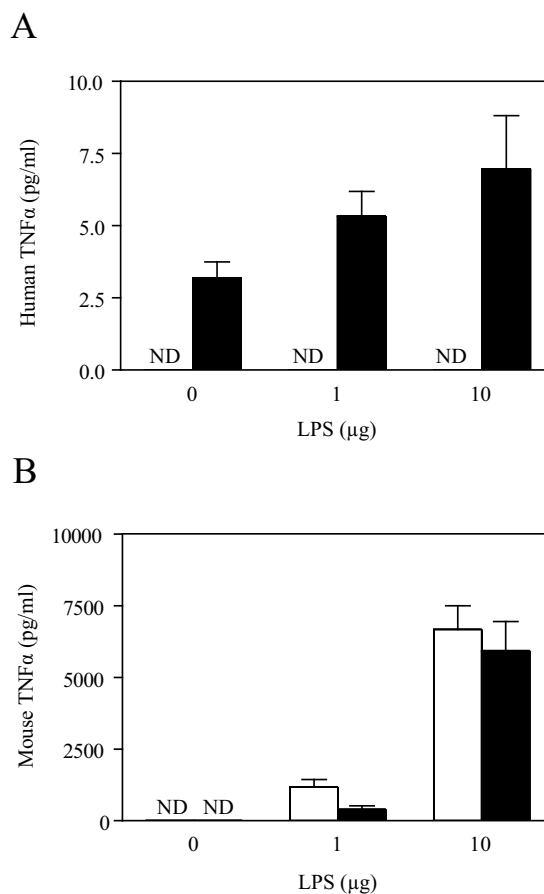 A
Human TNFα (pg/ml)
10.0
7.5
5.0
2.5
0.0
ND
ND
ND
0
1
10
LPS (µg)
B
Mouse TNFα (pg/ml)
10000
7500
5000
2500
0
ND ND
0
1
10
LPS (µg)